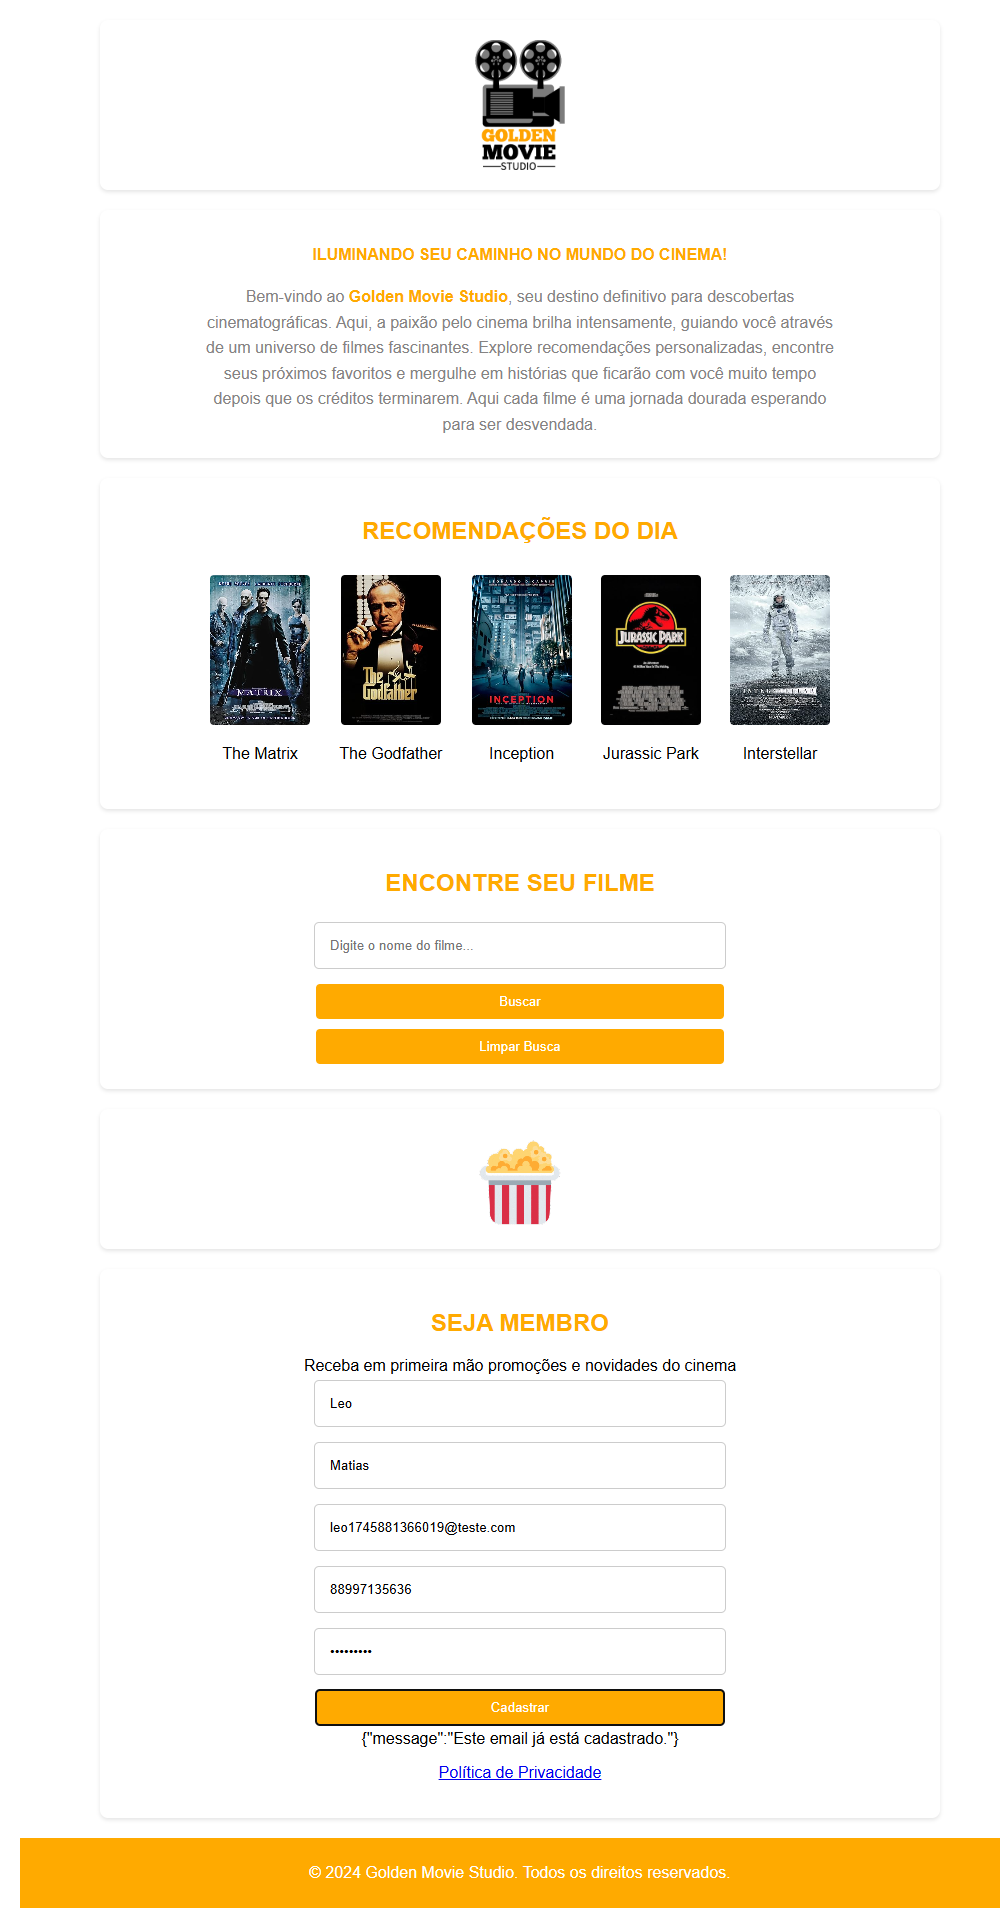 GOLDEN
MOVIE
STUDIO
ILUMINANDO SEU CAMINHO NO MUNDO DO CINEMA!
Bem-vindo ao Golden Movie Studio, seu destino definitivo para descobertas
cinematográficas. Aqui, a paixão pelo cinema brilha intensamente, guiando você através
de um universo de filmes fascinantes. Explore recomendações personalizadas, encontre
seus próximos favoritos e mergulhe em histórias que ficarão com você muito tempo
depois que os créditos terminarem. Aqui cada filme é uma jornada dourada esperando
para ser desvendada.
RECOMENDAÇÕES DO DIA
MATRIX
The
Godfather
INCEPTION
JURASSIC PARK
INTERSTELLAR
The Matrix
The Godfather
Inception
Jurassic Park
Interstellar
ENCONTRE SEU FILME
Digite o nome do filme...
Buscar
Limpar Busca
SEJA MEMBRO
Receba em primeira mão promoções e novidades do cinema
Leo
Matias
leo1745881366019@teste.com
88997135636
•••••••••
Cadastrar
{"message":"Este email já está cadastrado."}
Política de Privacidade
© 2024 Golden Movie Studio. Todos os direitos reservados.